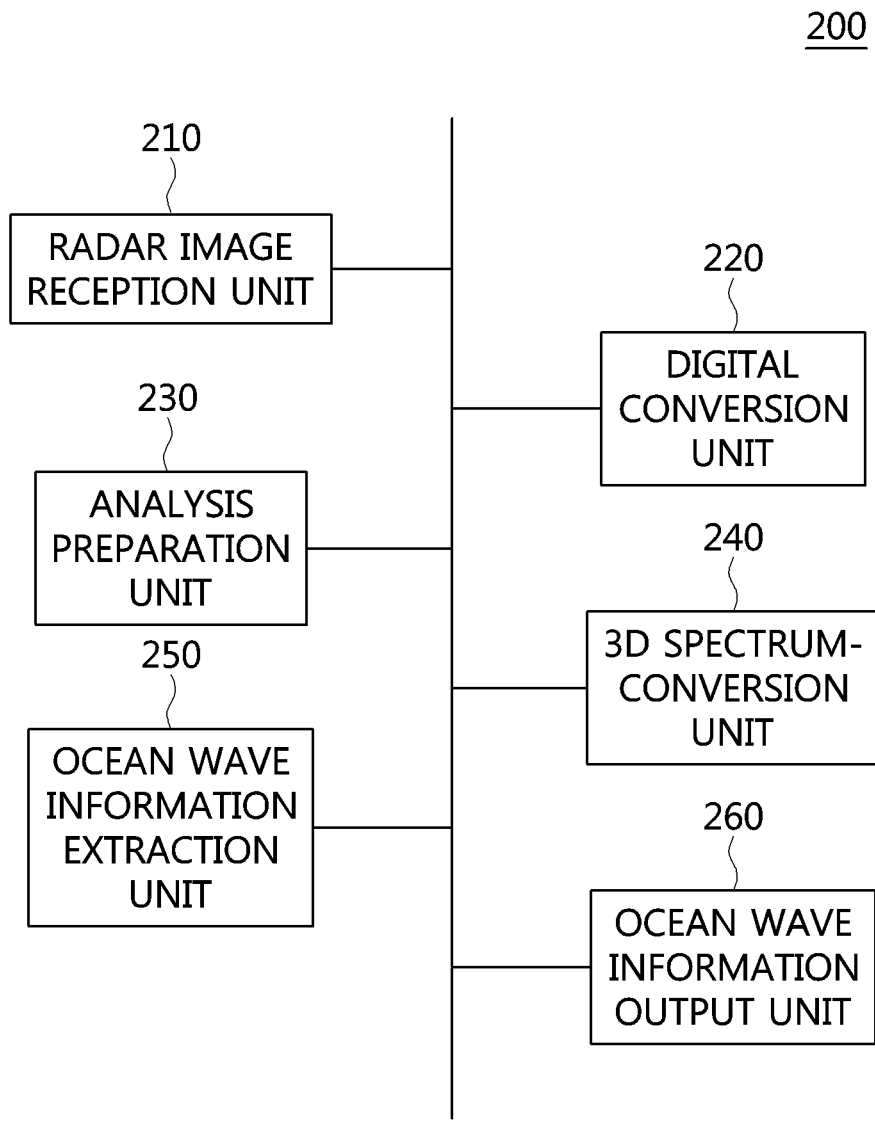 200
210
RADAR IMAGE
RECEPTION UNIT
220
DIGITAL
CONVERSION
UNIT
230
ANALYSIS
PREPARATION
UNIT
240
3D SPECTRUM-
CONVERSION
UNIT
250
OCEAN WAVE
INFORMATION
EXTRACTION
UNIT
260
OCEAN WAVE
INFORMATION
OUTPUT UNIT